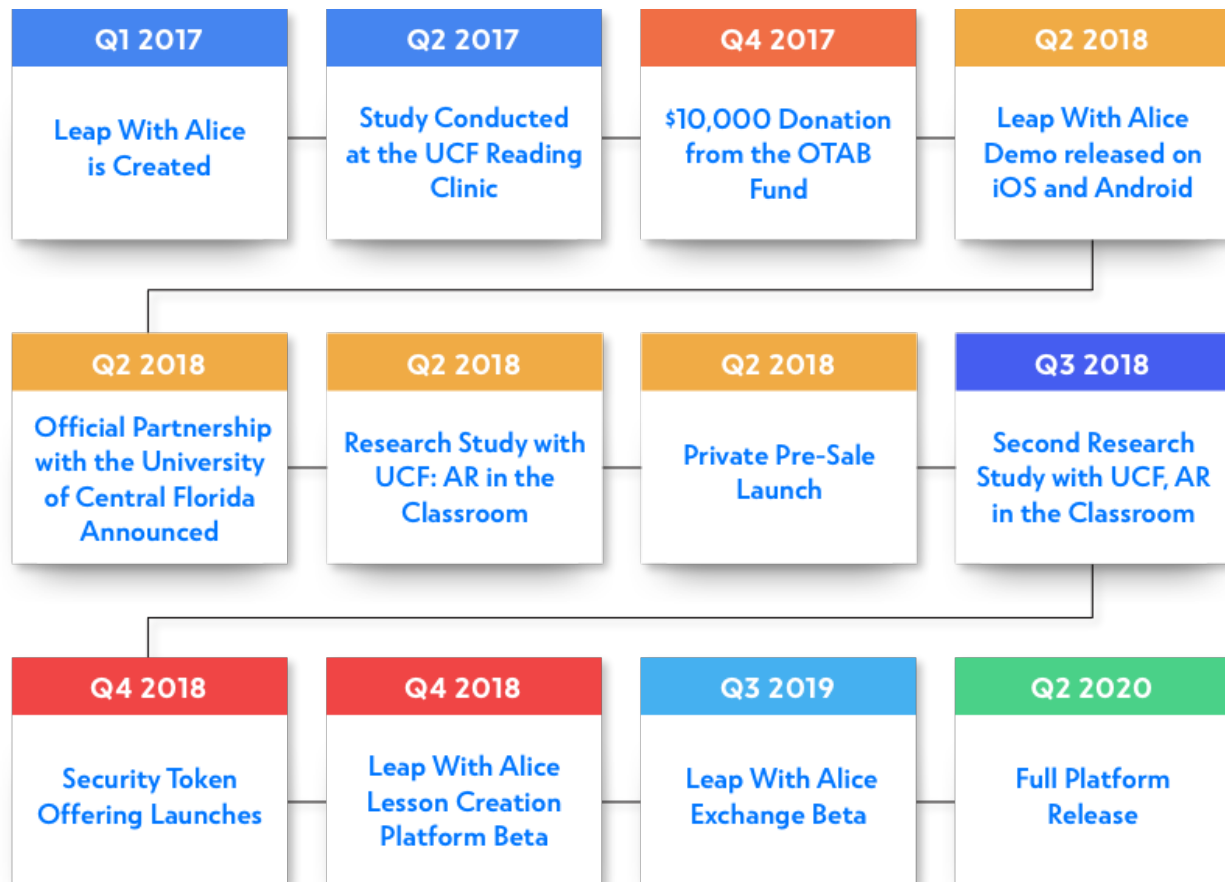 Q1 2017
Leap With Alice
is Created
Q2 2017
Study Conducted
at the UCF Reading
Clinic
Q4 2017
$10,000 Donation
from the OTAB
Fund
Q2 2018
Leap With Alice
Demo released on
iOS and Android
Q2 2018
Official Partnership
with the University
of Central Florida
Announced
Q2 2018
Research Study with
UCF: AR in the
Classroom
Q2 2018
Private Pre-Sale
Launch
Q3 2018
Second Research
Study with UCF, AR
in the Classroom
Q4 2018
Security Token
Offering Launches
Q4 2018
Leap With Alice
Lesson Creation
Platform Beta
Q3 2019
Leap With Alice
Exchange Beta
Q2 2020
Full Platform
Release